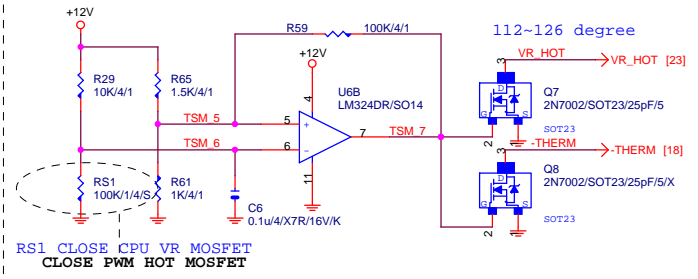 +12V
R59
100K/4/1
112~126 degree
+12V
VR_HOT
VR_HOT [23]
3
D
R29
10K/4/1
R65
1.5K/4/1
U6B
LM324DR/SO14
Q7
2N7002/SOT23/25pF/5
4
G
S
TSM_5
5
+
SOT23
7
TSM_7
2
1
-THERM
-THERM [18]
TSM_6
6
-
3
D
RS1
100K/1/4/S
R61
1K/4/1
11
Q8
2N7002/SOT23/25pF/5/X
G
S
C6
0.1u/4/X7R/16V/K
SOT23
2
1
RS1 CLOSE CPU VR MOSFET
CLOSE PWM HOT MOSFET